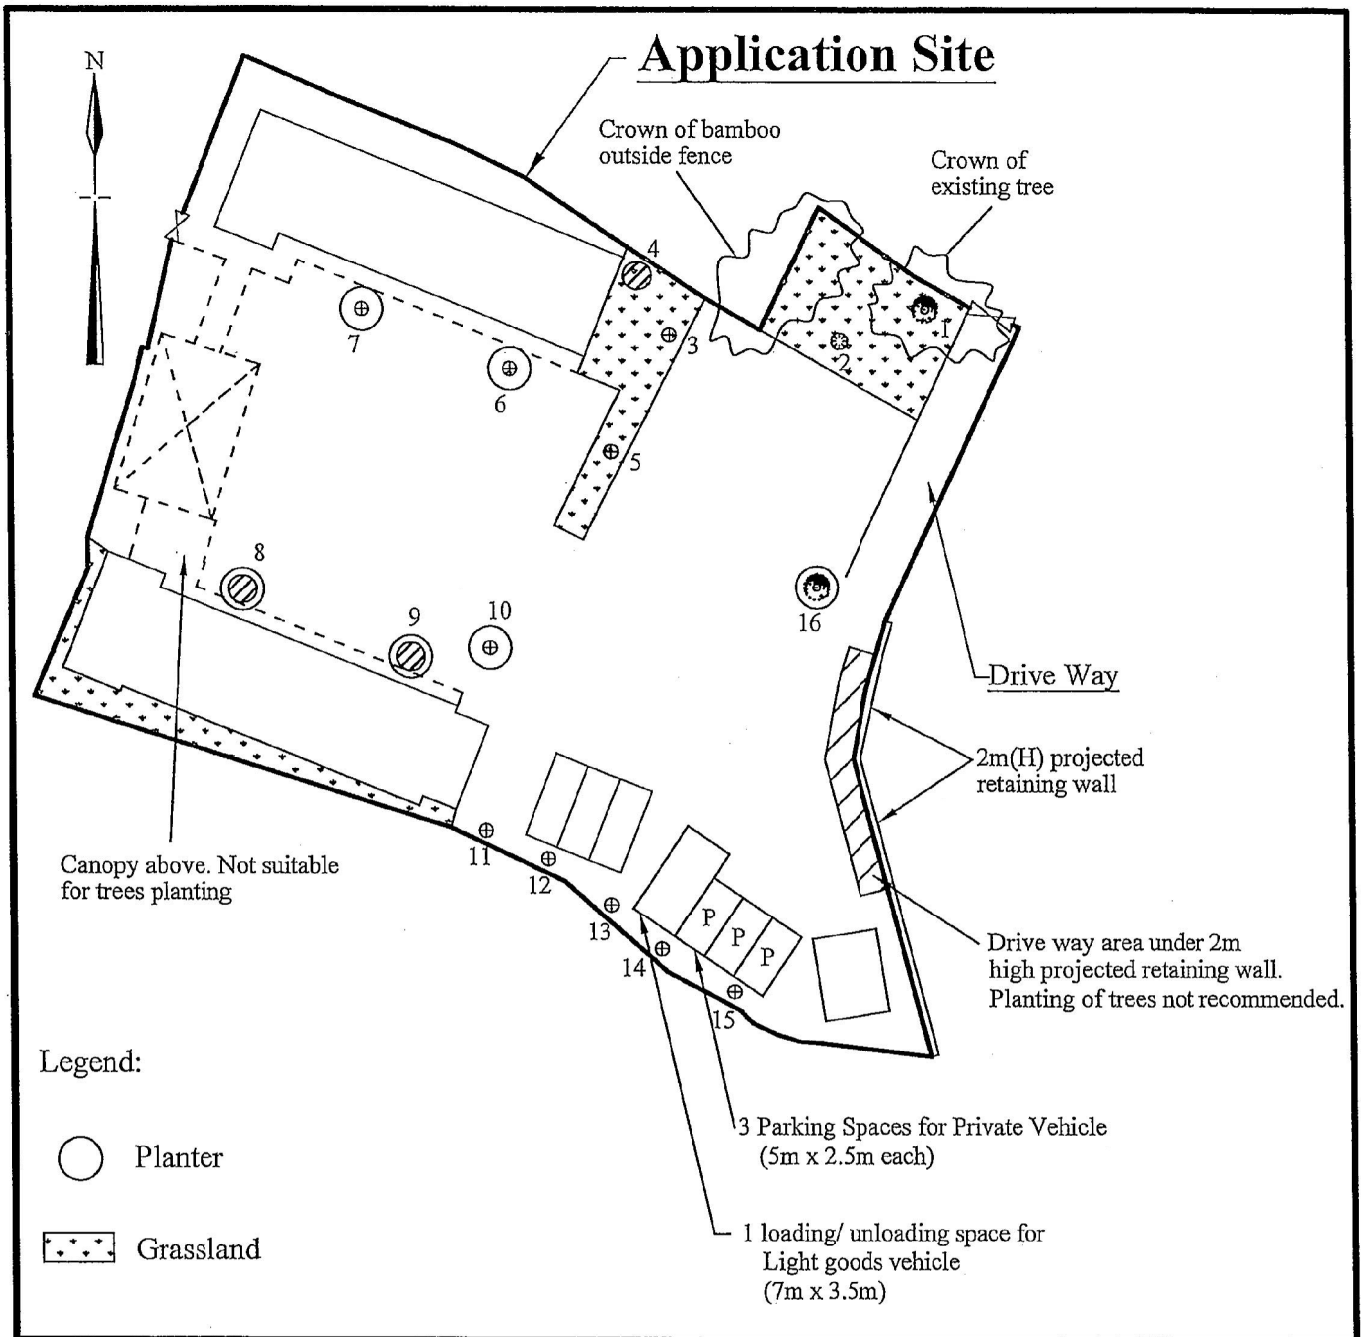 Application Site
N
Crown of bamboo
outside fence
Crown of
existing tree
4
1
3
2
7
6
5
8
9
10
16
Drive Way
2m(H) projected
retaining wall
Canopy above. Not suitable
for trees planting
11
12
13
14
15
P
P
P
Drive way area under 2m
high projected retaining wall.
Planting of trees not recommended.
Legend:
Planter
Grassland
3 Parking Spaces for Private Vehicle
(5m x 2.5m each)
1 loading/ unloading space for
Light goods vehicle
(7m x 3.5m)